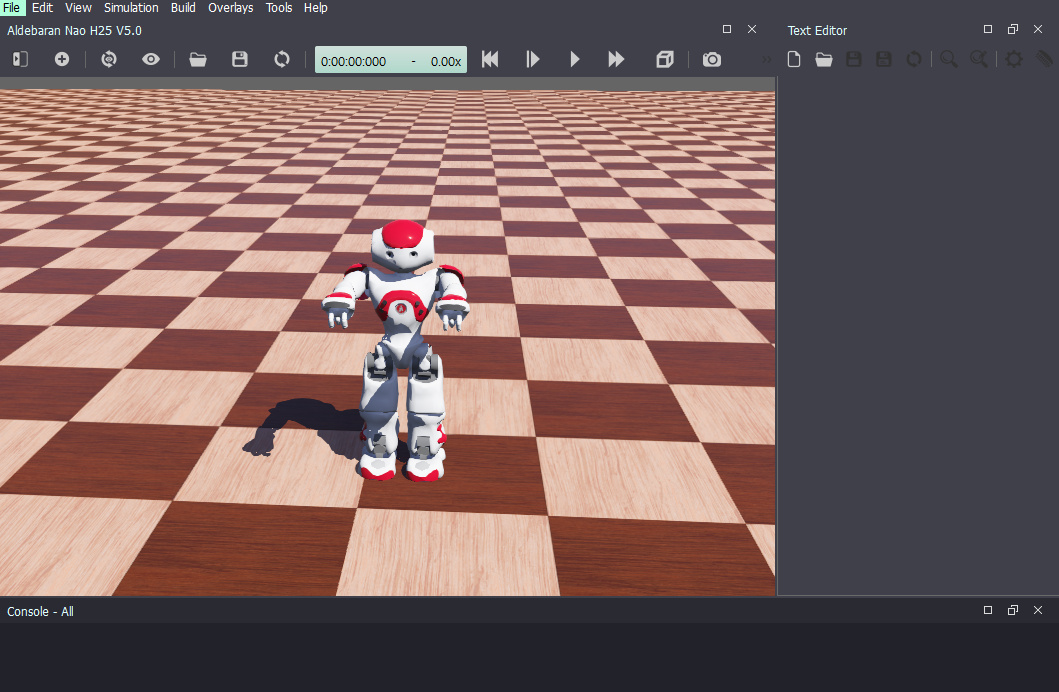 File Edit View Simulation Build Overlays Tools Help
Aldebaran Nao H25 V5.0
Text Editor
0:00:00:000 - 0.00x
Console - All